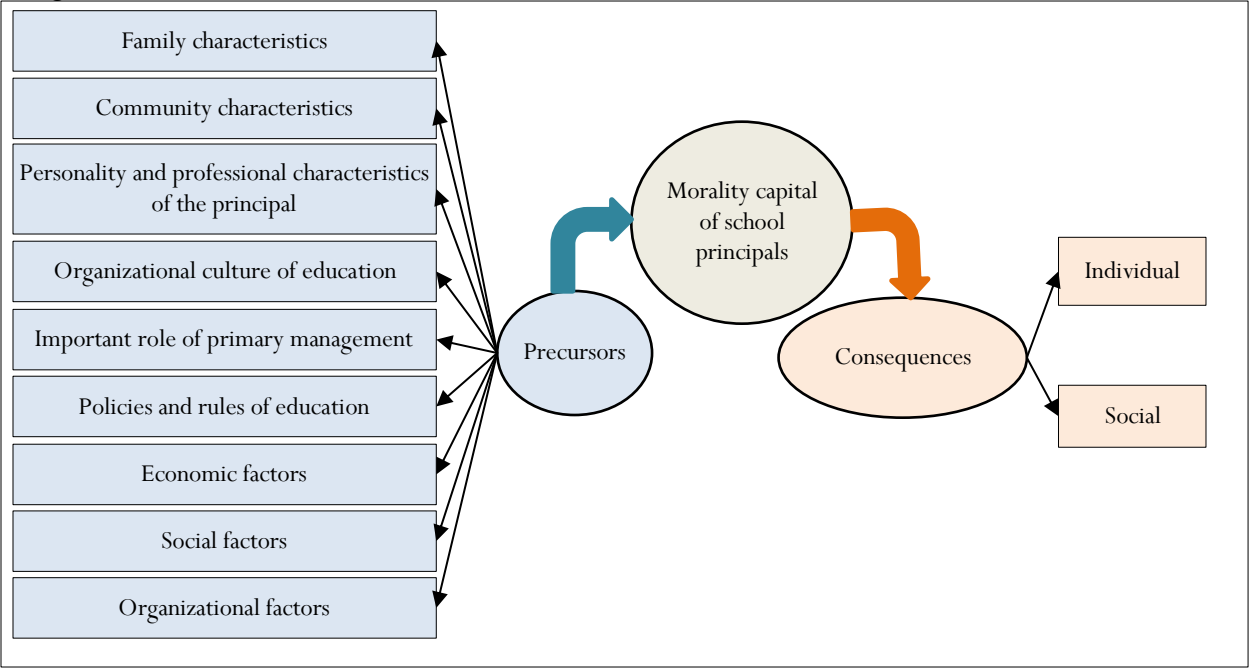 Family characteristics
Community characteristics
Personality and professional characteristics
of the principal
Organizational culture of education
Important role of primary management
Policies and rules of education
Economic factors
Social factors
Organizational factors
Precursors
Morality capital
of school
principals
Consequences
Individual
Social